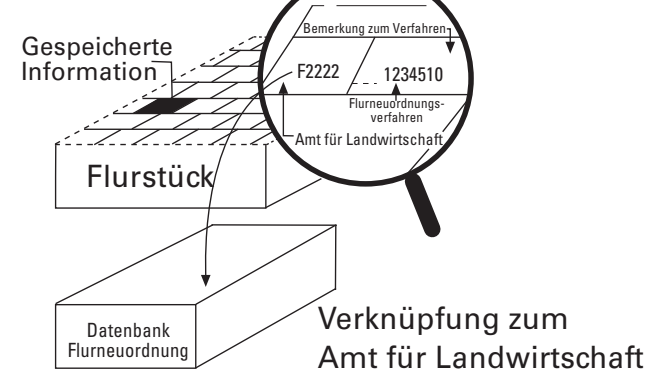 Bemerkung zum Verfahren
Gespeicherte
Information
F2222
1234510
Flurneuordnungs-
verfahren
Amt für Landwirtschaft
Flurstück
Datenbank
Flurneuordnung
Verknüpfung zum
Amt für Landwirtschaft